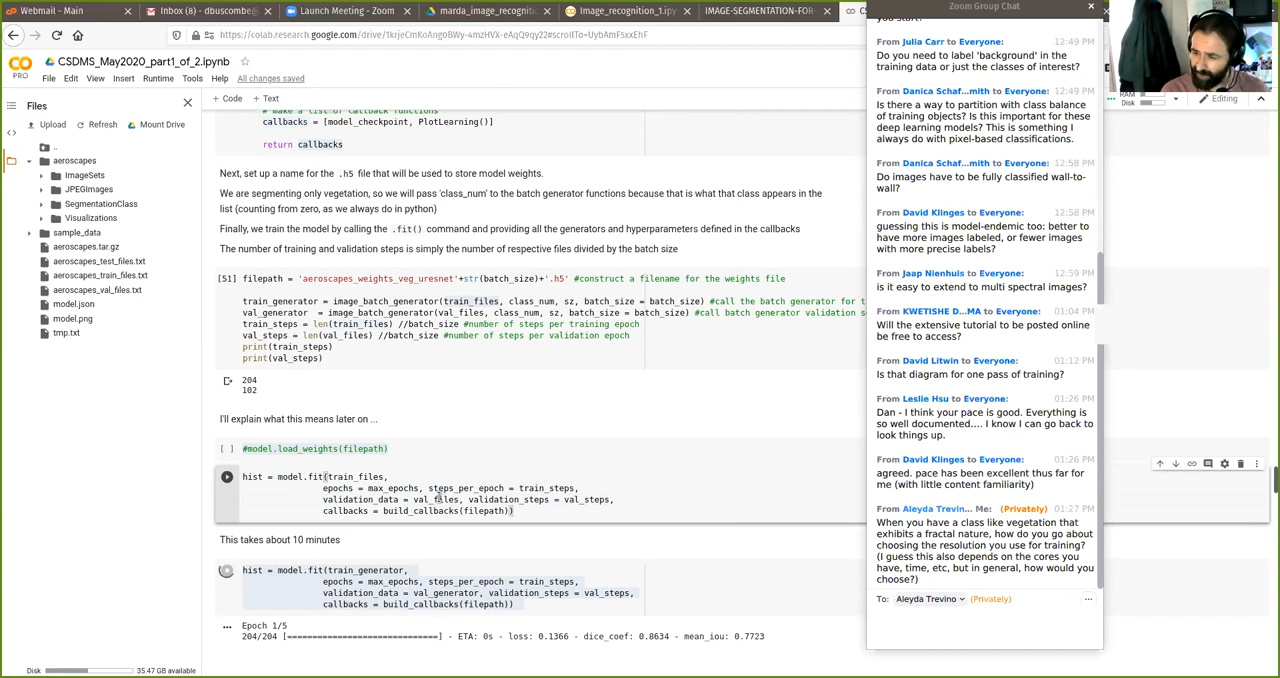 Webmail - Main
Inbox - dbuscombe@
Launch Meeting - Zoom
marda_image_recogniti
Image_recognition_1.ipy
IMAGE-SEGMENTATION-FOR
https://colab.research.google.com/drive/1krjeCmKoAng0BWy-4mzHVX-eAqQ9qy22#scrollTo=UybAmF5xxEhF
CO
PRO
CSDMS_May2020_part1_of_2.ipynb
File Edit View Insert Runtime Tools Help All changes saved
RAM
Disk
Editing
Files
Upload Refresh Mount Drive
..
aeroscapes
ImageSets
JPEGImages
SegmentationClass
Visualizations
sample_data
aeroscapes.tar.gz
aeroscapes_test_files.txt
aeroscapes_train_files.txt
aeroscapes_val_files.txt
model.json
model.png
tmp.txt
Disk 35.47 GB available
+ Code + Text
# make a list of callback functions
callbacks = [model_checkpoint, PlotLearning()]
return callbacks
Next, set up a name for the .h5 file that will be used to store model weights.
We are segmenting only vegetation, so we will pass 'class_num' to the batch generator functions because that is what that class appears in the
list (counting from zero, as we always do in python)
Finally, we train the model by calling the .fit() command and providing all the generators and hyperparameters defined in the callbacks
The number of training and validation steps is simply the number of respective files divided by the batch size
[51] filepath = 'aeroscapes_weights_veg_uresnet'+str(batch_size)+'.h5' #construct a filename for the weights file
train_generator = image_batch_generator(train_files, class_num, sz, batch_size = batch_size) #call the batch generator for t
val_generator = image_batch_generator(val_files, class_num, sz, batch_size = batch_size) #call batch generator validation s
train_steps = len(train_files) //batch_size #number of steps per training epoch
val_steps = len(val_files) //batch_size #number of steps per validation epoch
print(train_steps)
print(val_steps)
204
102
I'll explain what this means later on ...
[ ] #model.load_weights(filepath)
hist = model.fit(train_files,
epochs = max_epochs, steps_per_epoch = train_steps,
validation_data = val_files, validation_steps = val_steps,
callbacks = build_callbacks(filepath))
This takes about 10 minutes
hist = model.fit(train_generator,
epochs = max_epochs, steps_per_epoch = train_steps,
validation_data = val_generator, validation_steps = val_steps,
callbacks = build_callbacks(filepath))
... Epoch 1/5
204/204 [==============================] - ETA: 0s - loss: 0.1366 - dice_coef: 0.8634 - mean_iou: 0.7723
Zoom Group Chat
you start?
From Julia Carr to Everyone: 12:49 PM
Do you need to label 'background' in the
training data or just the classes of interest?
From Danica Schaf...mith to Everyone: 12:49 PM
Is there a way to partition with class balance
of training objects? Is this important for these
deep learning models? This is something I
always do with pixel-based classifications.
From Danica Schaf...mith to Everyone: 12:58 PM
Do images have to be fully classified wall-to-
wall?
From David Klinges to Everyone: 12:58 PM
guessing this is model-endemic too: better to
have more images labeled, or fewer images
with more precise labels?
From Jaap Nienhuis to Everyone: 12:59 PM
is it easy to extend to multi spectral images?
From KWETISHE D...MA to Everyone: 01:04 PM
Will the extensive tutorial to be posted online
be free to access?
From David Litwin to Everyone: 01:12 PM
Is that diagram for one pass of training?
From Leslie Hsu to Everyone: 01:26 PM
Dan - I think your pace is good. Everything is
so well documented.... I know I can go back to
look things up.
From David Klinges to Everyone: 01:26 PM
agreed. pace has been excellent thus far for
me (with little content familiarity)
From Aleyda Trevin... Me: (Privately) 01:27 PM
When you have a class like vegetation that
exhibits a fractal nature, how do you go about
choosing the resolution you use for training?
(I guess this also depends on the cores you
have, time, etc, but in general, how would you
choose?)
To: Aleyda Trevino (Privately) ...